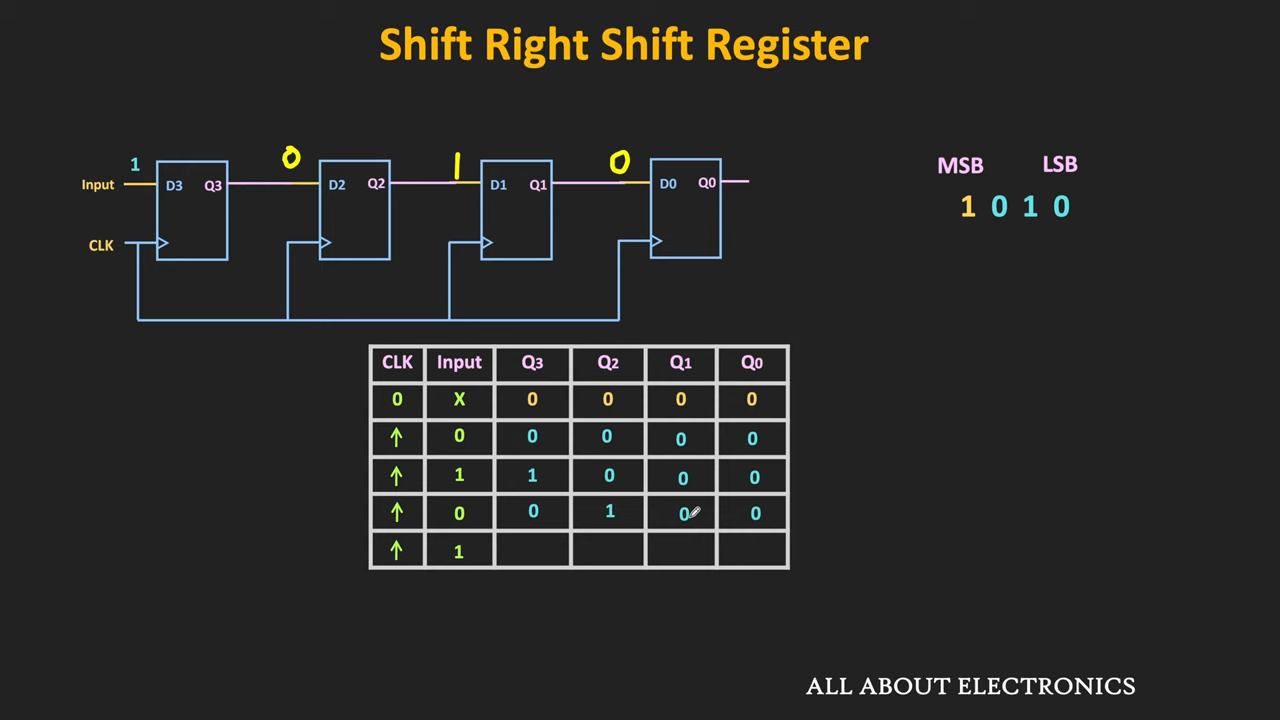 Shift Right Shift Register
1 0 1 0
Input D3 Q3 D2 Q2 D1 Q1 D0 Q0
CLK
MSB LSB
1 0 1 0
CLK Input Q3 Q2 Q1 Q0
0 X 0 0 0 0
↑ 0 0 0 0 0
↑ 1 1 0 0 0
↑ 0 0 1 0 0
↑ 1
ALL ABOUT ELECTRONICS